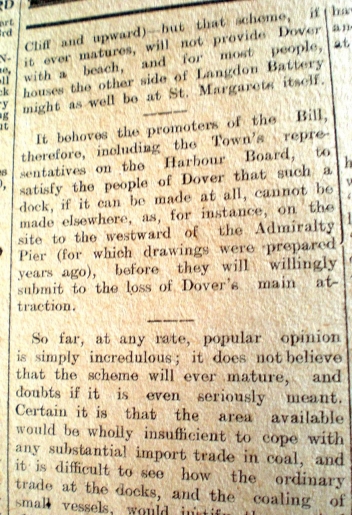 Cliff and upward)—but that scheme, if
it ever matures, will not provide Dover
with a beach, and for most people,
houses the other side of Langdon Battery
might as well be at St. Margarets itself.
It behoves the promoters of the Bill,
therefore, including the Town's repre-
sentatives on the Harbour Board, to
satisfy the people of Dover that such a
dock, if it can be made at all, cannot be
made elsewhere, as, for instance, on the
site to the westward of the Admiralty
Pier (for which drawings were prepared
years ago), before they will willingly
submit to the loss of Dover's main at-
traction.
So far, at any rate, popular opinion
is simply incredulous; it does not believe
that the scheme will ever mature, and
doubts if it is even seriously meant.
Certain it is that the area available
would be wholly insufficient to cope with
any substantial import trade in coal, and
it is difficult to see how the ordinary
trade at the docks, and the coaling of
small vessels, would justify the